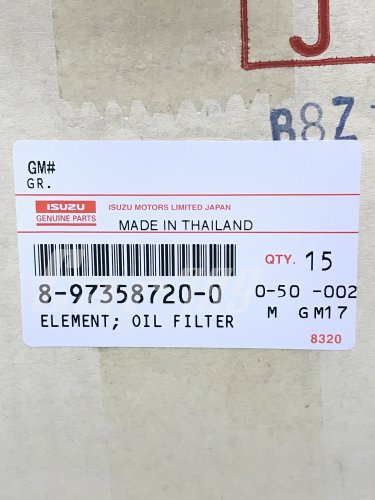 J
B8Z
GM#
GR.
ISUZU
GENUINE PARTS
ISUZU MOTORS LIMITED JAPAN
MADE IN THAILAND
QTY. 15
8-97358720-0
0-50 -002
M GM17
ELEMENT; OIL FILTER
8320